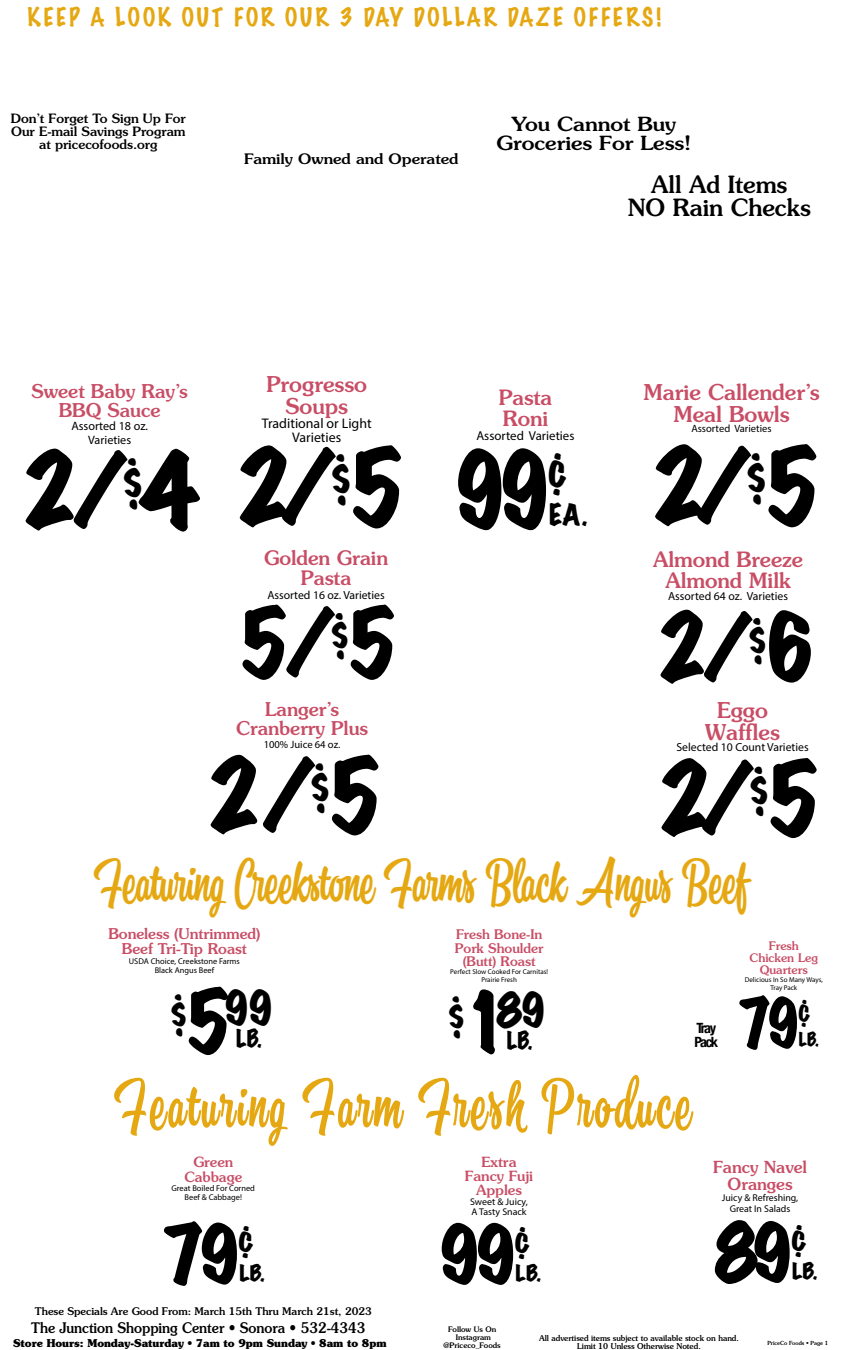 KEEP A LOOK OUT FOR OUR 3 DAY DOLLAR DAZE OFFERS!
Don't Forget To Sign Up For
Our E-mail Savings Program
at pricecofoods.org
Family Owned and Operated
You Cannot Buy
Groceries For Less!
All Ad Items
NO Rain Checks
Sweet Baby Ray's
BBQ Sauce
Assorted 18 oz.
Varieties
2/$4
Progresso
Soups
Traditional or Light
Varieties
2/$5
Pasta
Roni
Assorted Varieties
99¢
EA.
Marie Callender's
Meal Bowls
Assorted Varieties
2/$5
Golden Grain
Pasta
Assorted 16 oz. Varieties
5/$5
Almond Breeze
Almond Milk
Assorted 64 oz. Varieties
2/$6
Langer's
Cranberry Plus
100% Juice 64 oz.
2/$5
Eggo
Waffles
Selected 10 Count Varieties
2/$5
Featuring Creekstone Farms Black Angus Beef
Boneless (Untrimmed)
Beef Tri-Tip Roast
USDA Choice, Creekstone Farms
Black Angus Beef
$5 99
LB.
Fresh Bone-In
Pork Shoulder
(Butt) Roast
Perfect Slow Cooked For Carnitas!
Prairie Fresh
$1 89
LB.
Fresh
Chicken Leg
Quarters
Delicious In So Many Ways,
Tray Pack
Tray
Pack
79¢
LB.
Featuring Farm Fresh Produce
Green
Cabbage
Great Boiled For Corned
Beef & Cabbage!
79¢
LB.
Extra
Fancy Fuji
Apples
Sweet & Juicy,
A Tasty Snack
99¢
LB.
Fancy Navel
Oranges
Juicy & Refreshing,
Great In Salads
89¢
LB.
These Specials Are Good From: March 15th Thru March 21st, 2023
The Junction Shopping Center • Sonora • 532-4343
Store Hours: Monday-Saturday • 7am to 9pm Sunday • 8am to 8pm
Follow Us On
Instagram
@Priceco_Foods
All advertised items subject to available stock on hand.
Limit 10 Unless Otherwise Noted.
PriceCo Foods • Page 1